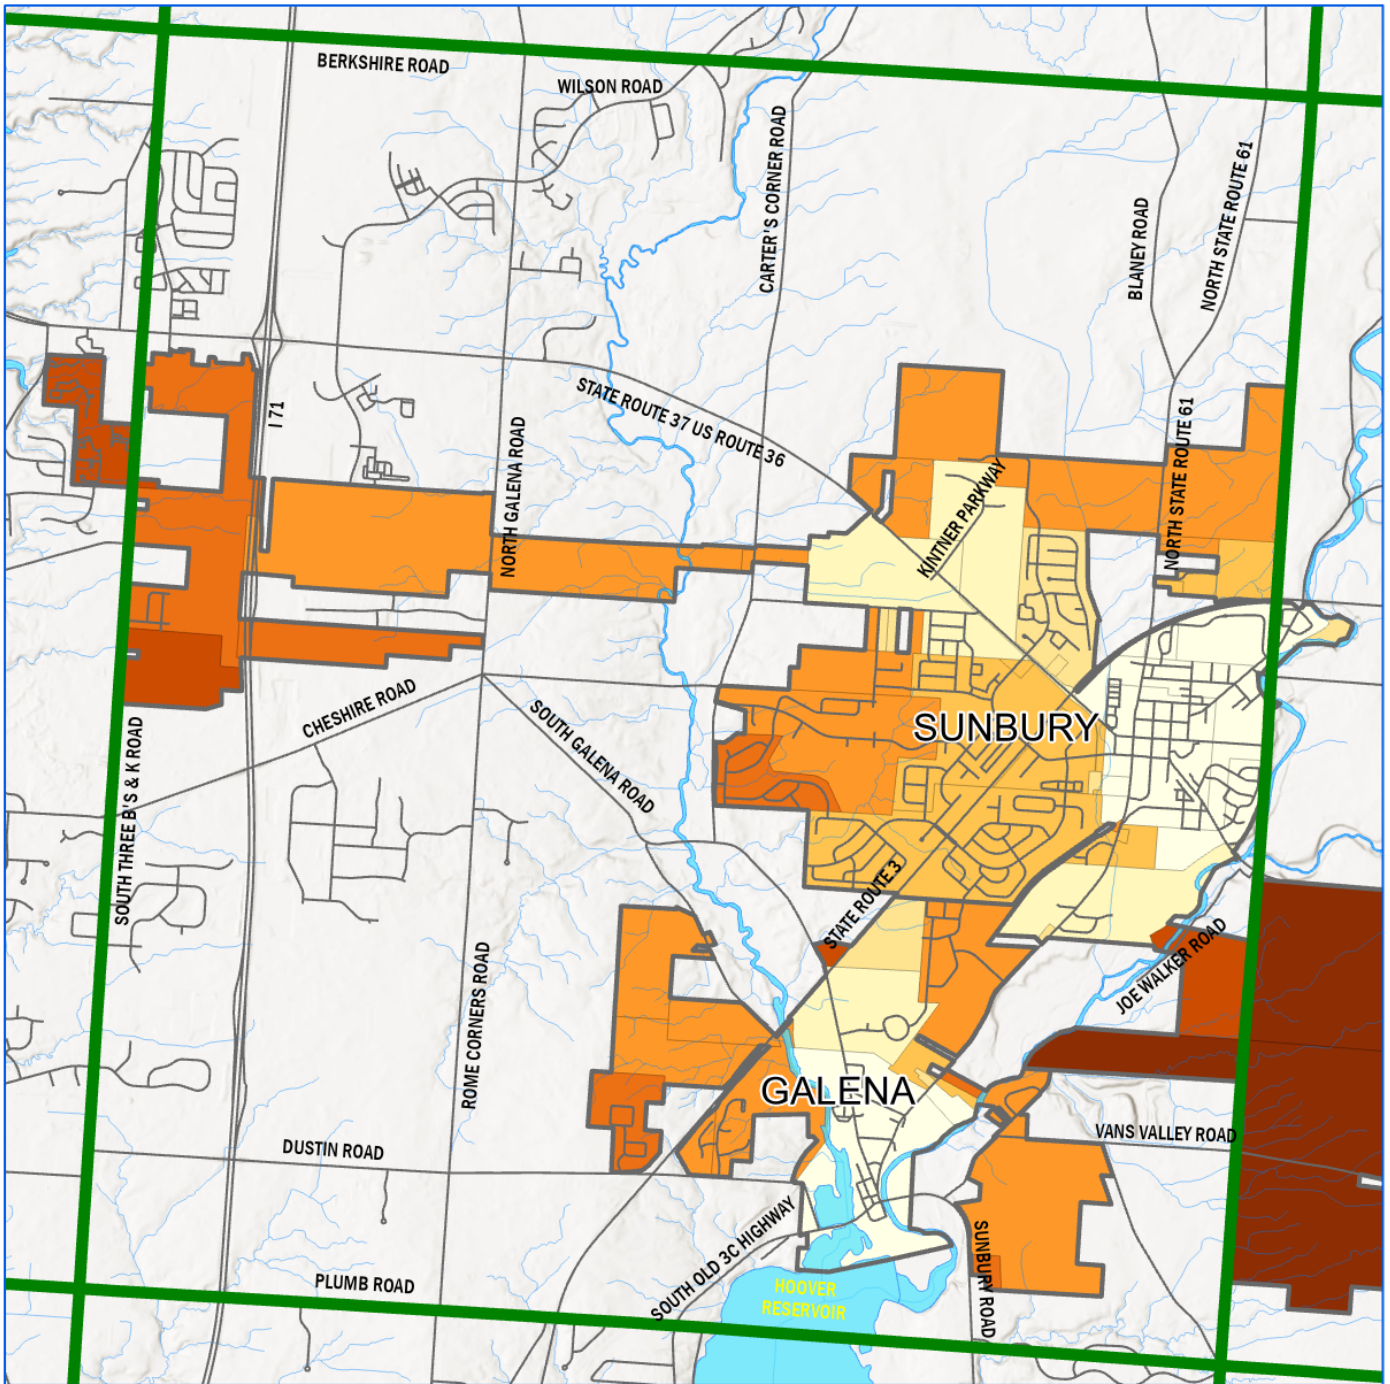 BERKSHIRE ROAD
WILSON ROAD
CARTER'S CORNER ROAD
NORTH STATE ROUTE 61
BLANEY ROAD
I 71
STATE ROUTE 37 US ROUTE 36
NORTH GALENA ROAD
KINTNER PARKWAY
NORTH STATE ROUTE 61
CHESHIRE ROAD
SOUTH GALENA ROAD
SUNBURY
SOUTH THREE B'S & K ROAD
STATE ROUTE 3
JOE WALKER ROAD
ROME CORNERS ROAD
GALENA
VANS VALLEY ROAD
DUSTIN ROAD
SOUTH OLD 3C HIGHWAY
SUNBURY ROAD
PLUMB ROAD
HOOVER
RESERVOIR